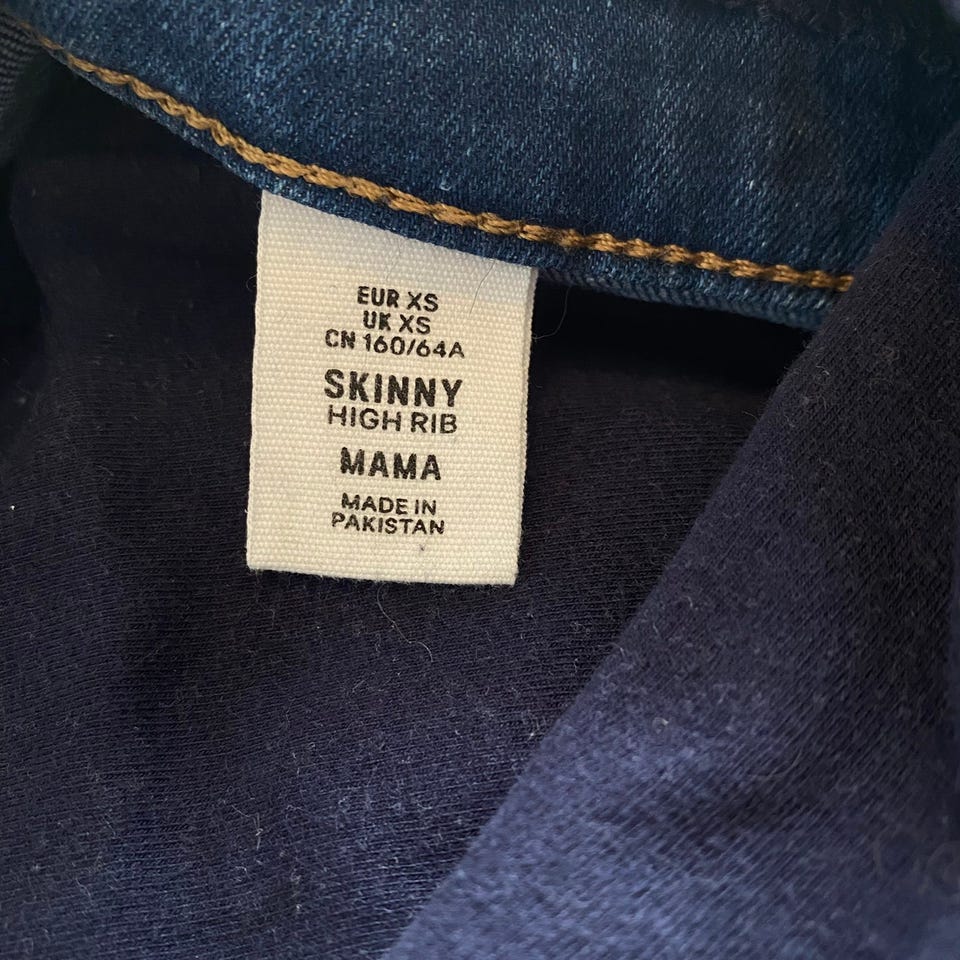 EUR XS
UK XS
CN 160/64A
SKINNY
HIGH RIB
MAMA
MADE IN
PAKISTAN